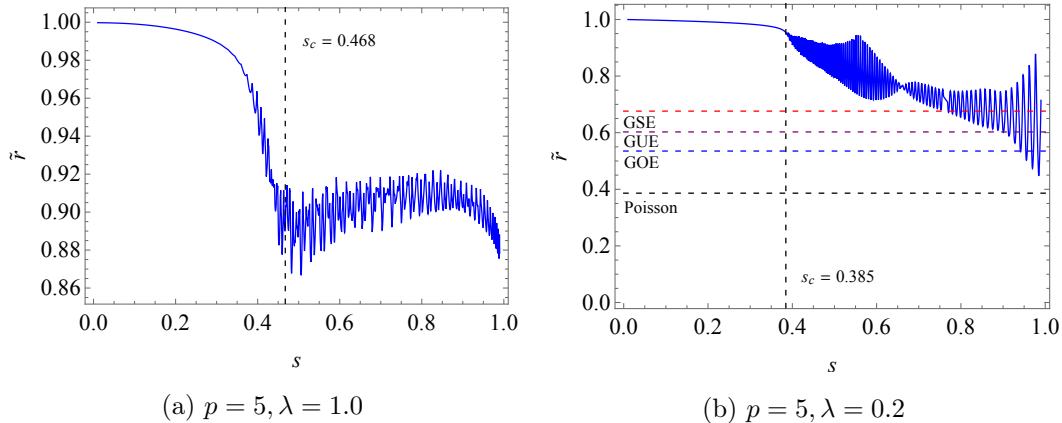 1.00
0.98
0.96
0.94
0.92
0.90
0.88
0.86
r̃
s_c = 0.468
0.0 0.2 0.4 0.6 0.8 1.0
s
(a) p = 5, λ = 1.0
1.0
0.8
0.6
0.4
0.2
0.0
r̃
GSE
GUE
GOE
Poisson
s_c = 0.385
0.0 0.2 0.4 0.6 0.8 1.0
s
(b) p = 5, λ = 0.2